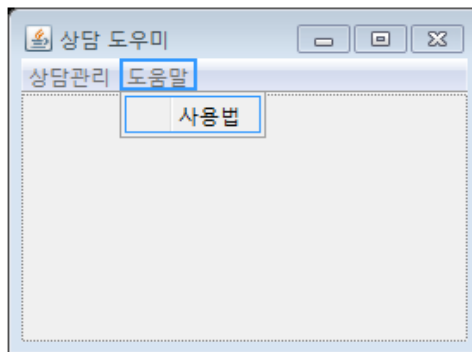 상담 도우미
상담관리 도움말
사용법